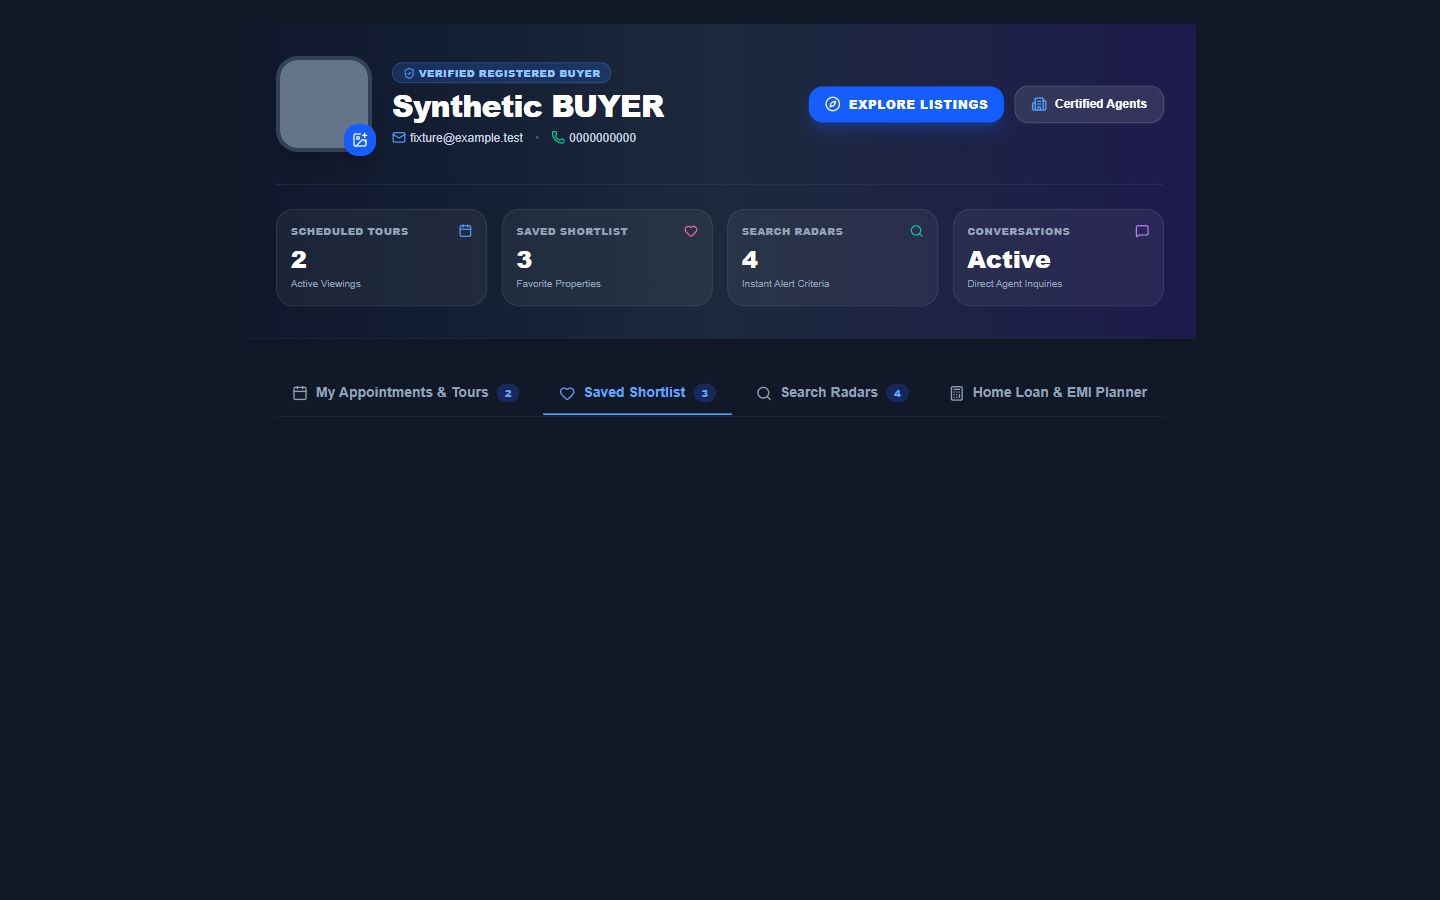 VERIFIED REGISTERED BUYER
Synthetic BUYER
fixture@example.test • 0000000000
EXPLORE LISTINGS
Certified Agents
SCHEDULED TOURS
2
Active Viewings
SAVED SHORTLIST
3
Favorite Properties
SEARCH RADARS
4
Instant Alert Criteria
CONVERSATIONS
Active
Direct Agent Inquiries
My Appointments & Tours 2
Saved Shortlist 3
Search Radars 4
Home Loan & EMI Planner